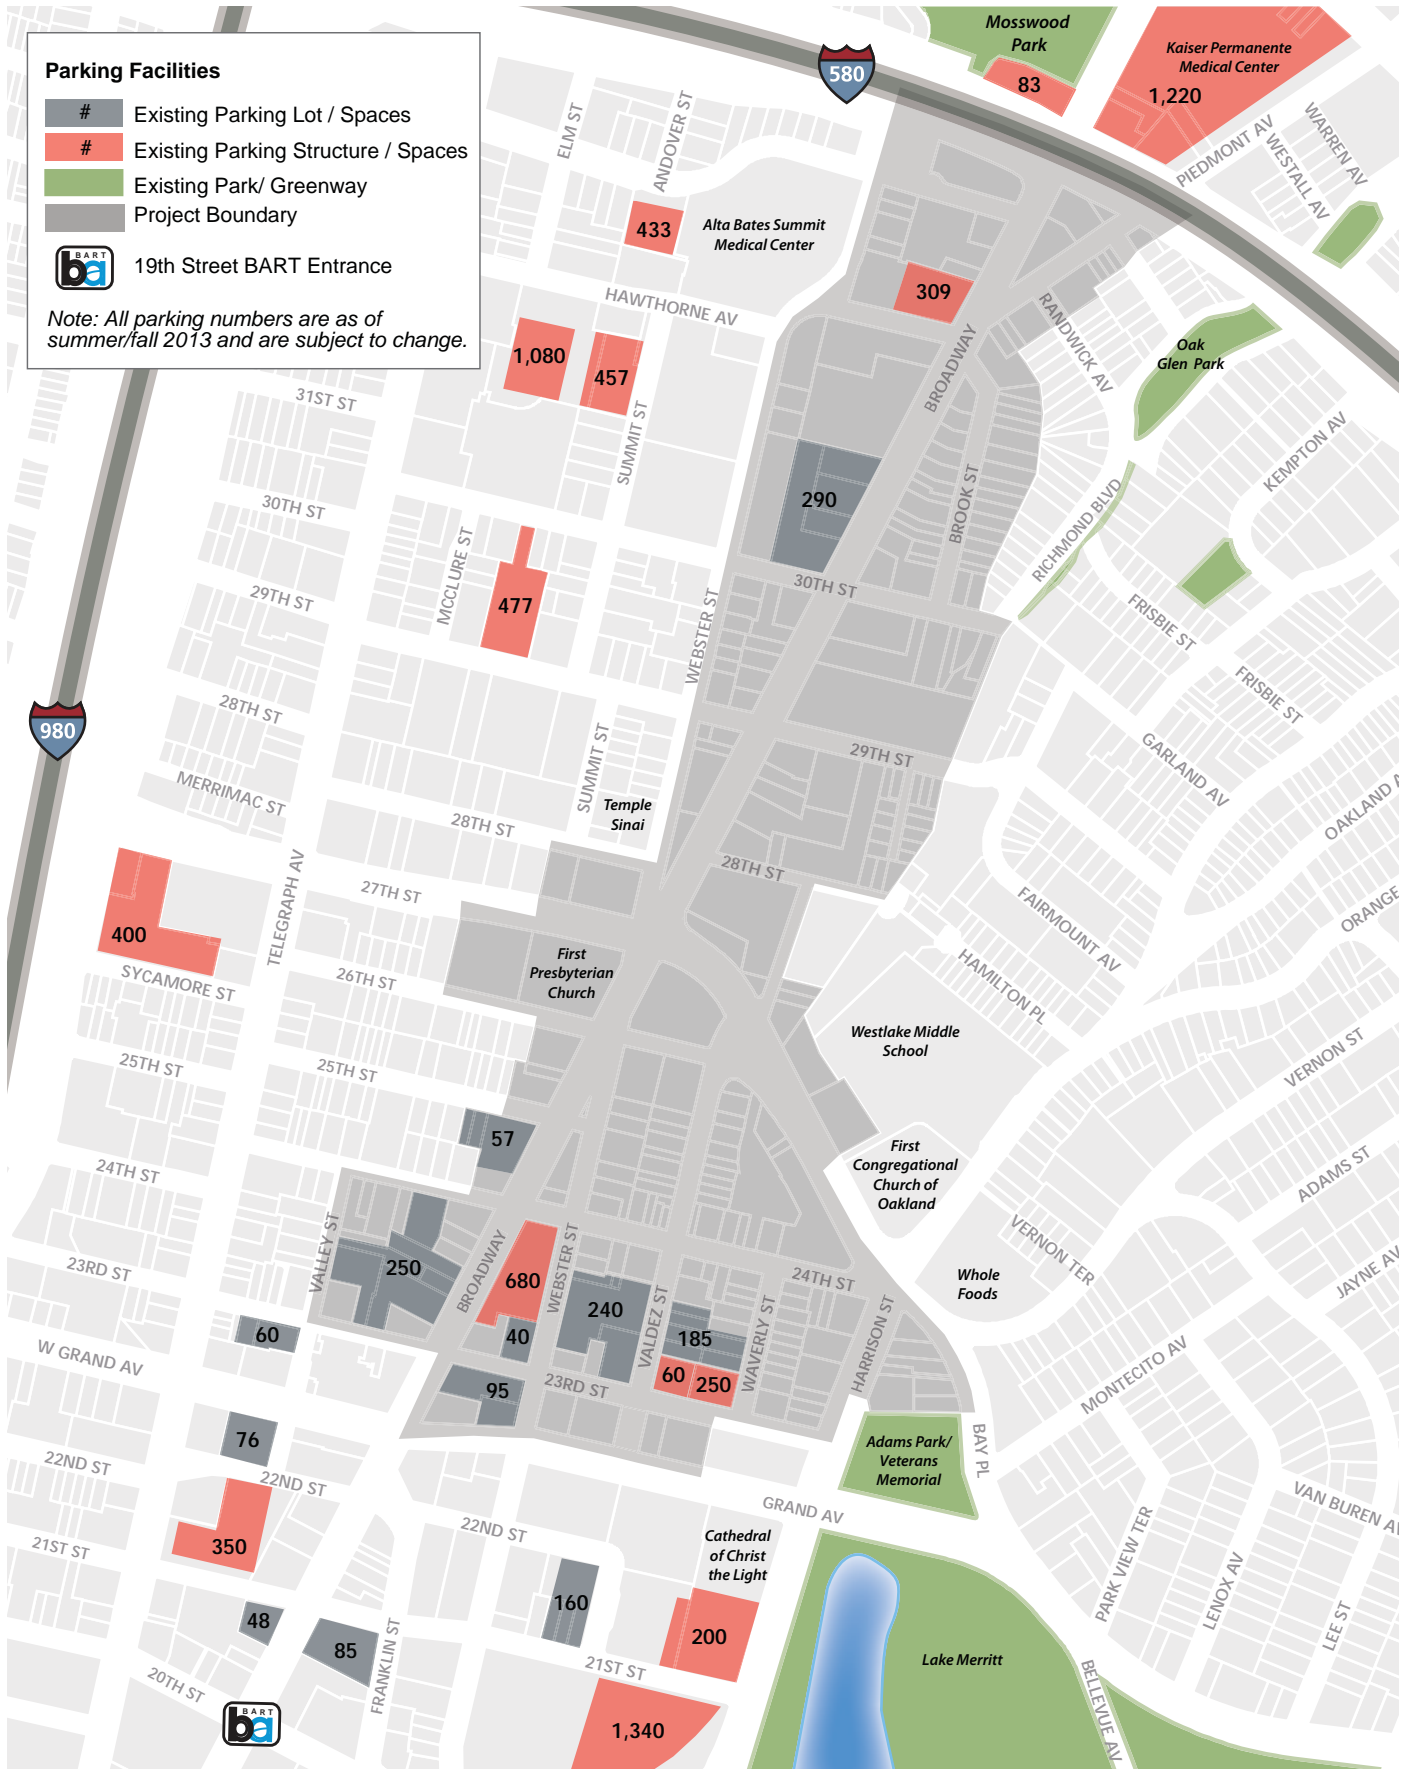 Parking Facilities
# Existing Parking Lot / Spaces
# Existing Parking Structure / Spaces
Existing Park/ Greenway
Project Boundary
BART
ba
19th Street BART Entrance
Note: All parking numbers are as of
summer/fall 2013 and are subject to change.
580
Mosswood
Park
83
Kaiser Permanente
Medical Center
1,220
PIEDMONT AV
WARREN AV
WESTALL AV
ELM ST
ANDOVER ST
433
Alta Bates Summit
Medical Center
309
HAWTHORNE AV
BROADWAY
RANDWICK AV
Oak
Glen Park
1,080
457
31ST ST
SUMMIT ST
KEMPTON AV
30TH ST
290
BROOK ST
RICHMOND BLVD
MCCLURE ST
477
29TH ST
30TH ST
WEBSTER ST
FRISBIE ST
FRISBIE ST
980
28TH ST
SUMMIT ST
29TH ST
GARLAND AV
OAKLAND A
MERRIMAC ST
28TH ST
Temple
Sinai
28TH ST
TELEGRAPH AV
27TH ST
FAIRMOUNT AV
ORANGE
400
SYCAMORE ST
26TH ST
First
Presbyterian
Church
HAMILTON PL
Westlake Middle
School
VERNON ST
25TH ST
25TH ST
57
First
Congregational
Church of
Oakland
24TH ST
ADAMS ST
VALLEY ST
250
BROADWAY
680
WEBSTER ST
VERNON TER
23RD ST
24TH ST
Whole
Foods
JAYNE AV
60
40
240
VALDEZ ST
185
WAVERLY ST
HARRISON ST
W GRAND AV
95
23RD ST
60
250
MONTECITO AV
76
Adams Park/
Veterans
Memorial
BAY PL
22ND ST
22ND ST
GRAND AV
VAN BUREN AV
350
21ST ST
22ND ST
Cathedral
of Christ
the Light
PARK VIEW TER
LENOX AV
LEE ST
48
85
160
200
FRANKLIN ST
21ST ST
Lake Merritt
20TH ST
BELLEVUE AV
BART
ba
1,340